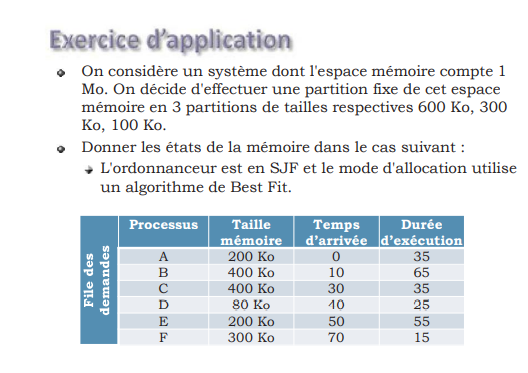 Exercice d'application
On considère un système dont l'espace mémoire compte 1
Mo. On décide d'effectuer une partition fixe de cet espace
mémoire en 3 partitions de tailles respectives 600 Ko, 300
Ko, 100 Ko.
Donner les états de la mémoire dans le cas suivant :
L'ordonnanceur est en SJF et le mode d'allocation utilise
un algorithme de Best Fit.
File des
demandes
Processus Taille Temps Durée
mémoire d'arrivée d'exécution
A 200 Ko 0 35
B 400 Ko 10 65
C 400 Ko 30 35
D 80 Ko 40 25
E 200 Ko 50 55
F 300 Ko 70 15